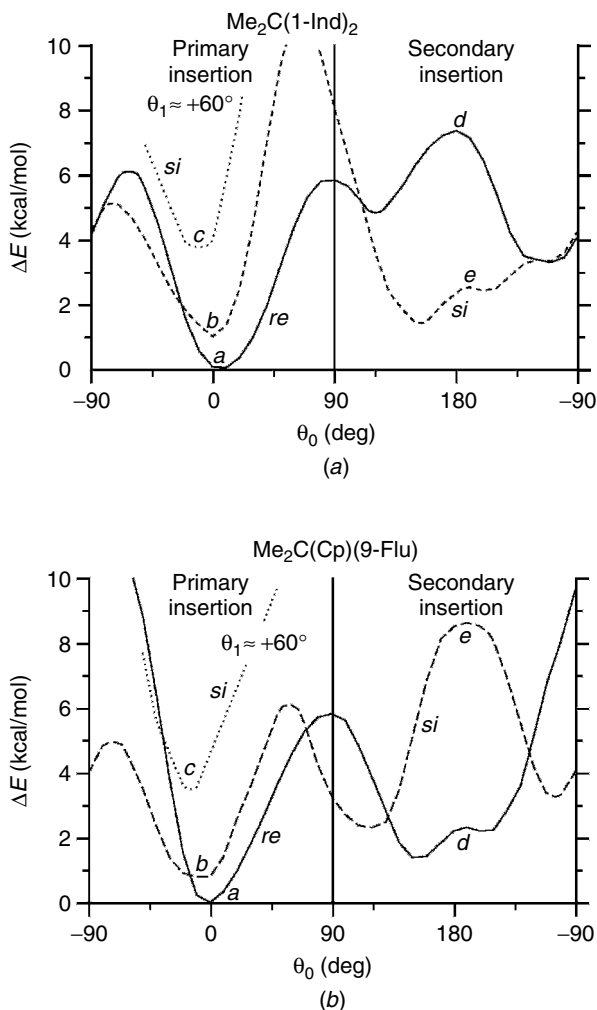 Me₂C(1-Ind)₂
Primary insertion
Secondary insertion
θ₁ ≈ +60°
si
c
b
a
re
d
e
si
10
8
6
4
2
0
ΔE (kcal/mol)
−90
0
90
180
−90
θ₀ (deg)
(a)
Me₂C(Cp)(9-Flu)
Primary insertion
Secondary insertion
θ₁ ≈ +60°
si
c
b
a
re
e
si
d
10
8
6
4
2
0
ΔE (kcal/mol)
−90
0
90
180
−90
θ₀ (deg)
(b)